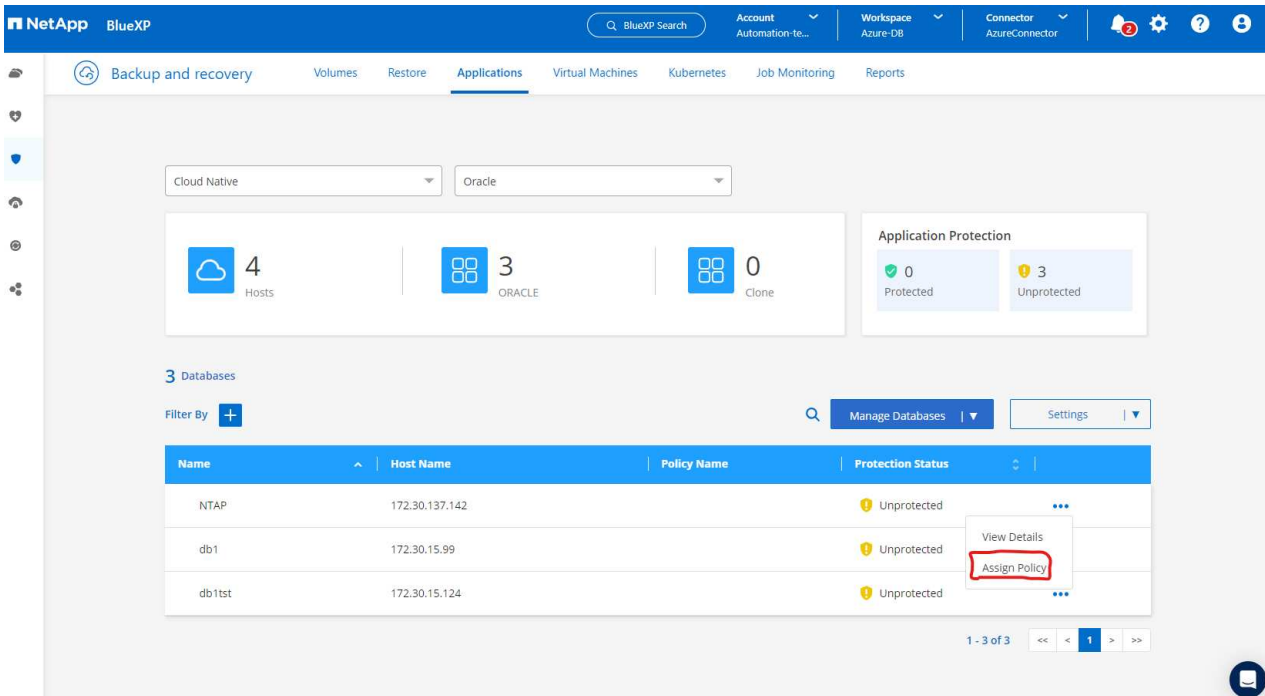 NetApp BlueXP
BlueXP Search
Account
Automation-te...
Workspace
Azure-DB
Connector
AzureConnector
2
Backup and recovery
Volumes Restore Applications Virtual Machines Kubernetes Job Monitoring Reports
Cloud Native Oracle
4
Hosts
3
ORACLE
0
Clone
Application Protection
0
Protected
3
Unprotected
3 Databases
Filter By +
Manage Databases | ▼ Settings | ▼
Name Host Name Policy Name Protection Status
NTAP 172.30.137.142 Unprotected
View Details
db1 172.30.15.99 Unprotected
Assign Policy
db1tst 172.30.15.124 Unprotected
1 - 3 of 3 << < 1 > >>